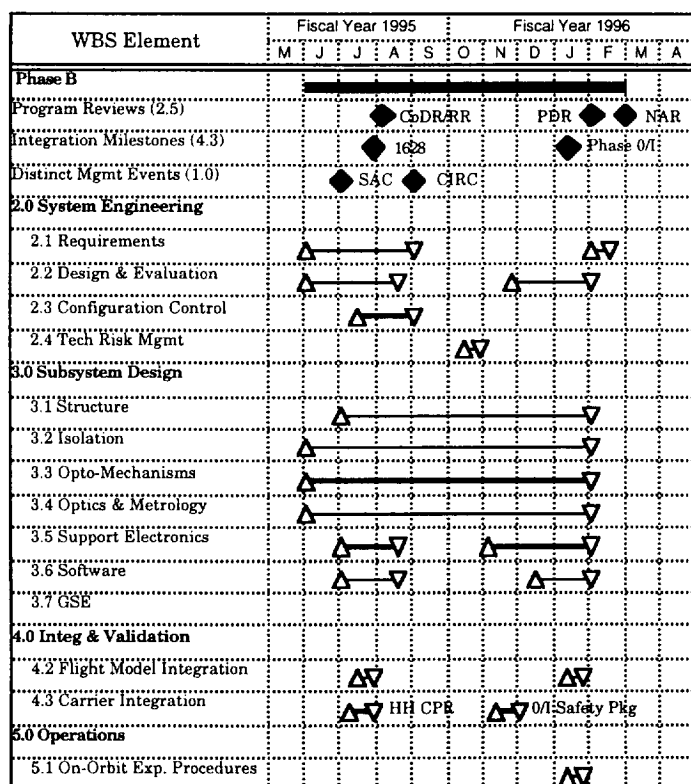 WBS Element
Fiscal Year 1995 Fiscal Year 1996
M J J A S O N D J F M A
Phase B
Program Reviews (2.5) CoDR/RR PDR NAR
Integration Milestones (4.3) 1628 Phase 0/I
Distinct Mgmt Events (1.0) SAC CIRC
2.0 System Engineering
2.1 Requirements
2.2 Design & Evaluation
2.3 Configuration Control
2.4 Tech Risk Mgmt
3.0 Subsystem Design
3.1 Structure
3.2 Isolation
3.3 Opto-Mechanisms
3.4 Optics & Metrology
3.5 Support Electronics
3.6 Software
3.7 GSE
4.0 Integ & Validation
4.2 Flight Model Integration
4.3 Carrier Integration HH CPR 0/I Safety Pkg
5.0 Operations
5.1 On-Orbit Exp. Procedures